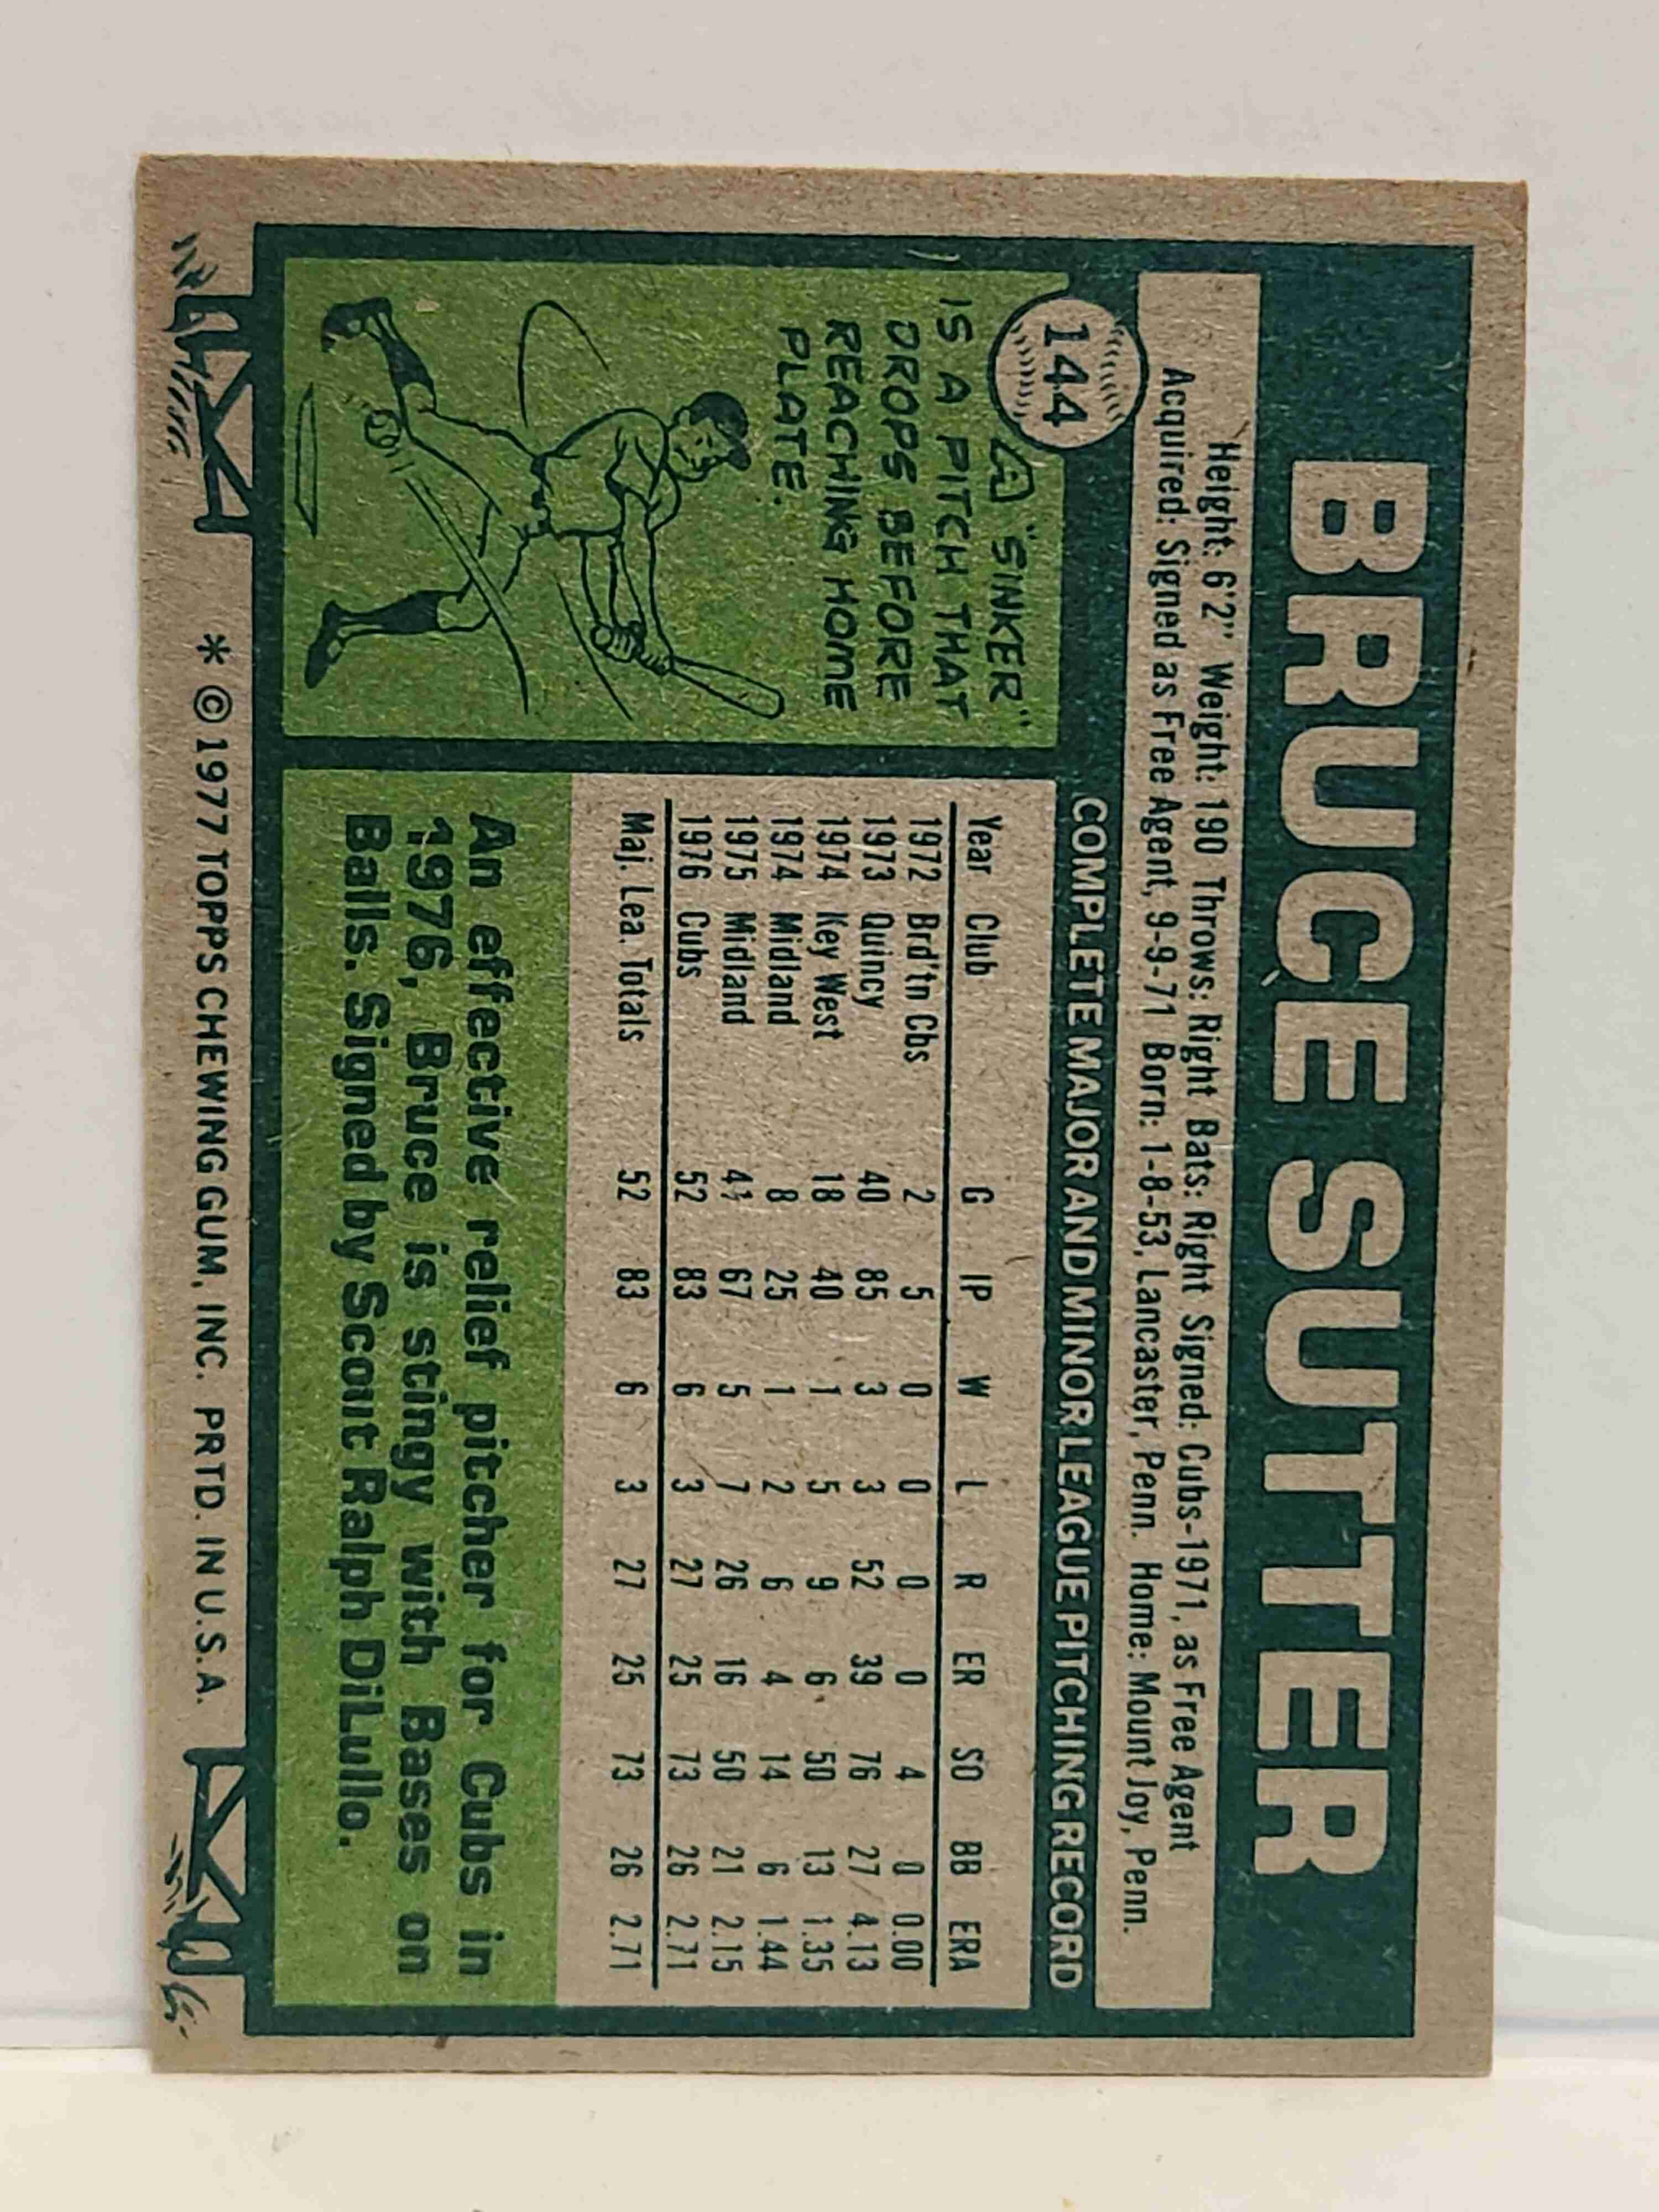 BRUCE SUTTER
Height: 6'2" Weight: 190 Throws: Right Bats: Right Signed: Cubs-1971, as Free Agent
Acquired: Signed as Free Agent, 9-9-71 Born: 1-8-53, Lancaster, Penn. Home: Mount Joy, Penn.
144
COMPLETE MAJOR AND MINOR LEAGUE PITCHING RECORD
A "SINKER"
IS A PITCH THAT
DROPS BEFORE
REACHING HOME
PLATE.
Year Club G IP W L R ER SO BB ERA
1972 Brd'tn Cbs 2 5 0 0 0 0 4 0 0.00
1973 Quincy 40 85 3 3 52 39 76 27 4.13
1974 Key West 18 40 1 5 9 6 50 13 1.35
1974 Midland 8 25 1 2 6 4 14 6 1.44
1975 Midland 67 5 7 26 16 50 21 2.15
1976 Cubs 52 83 6 3 27 25 73 26 2.71
Maj. Lea. Totals 52 83 6 3 27 25 73 26 2.71
An effective relief pitcher for Cubs in
1976, Bruce is stingy with Bases on
Balls. Signed by Scout Ralph DiLullo.
* © 1977 TOPPS CHEWING GUM, INC. PRTD. IN U.S.A.